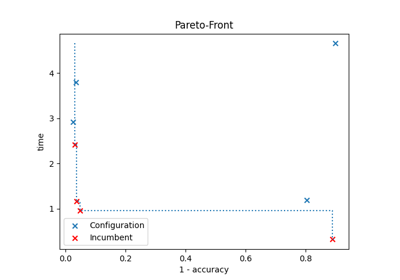 Pareto-Front
time
4
3
2
1
Configuration
Incumbent
0.0 0.2 0.4 0.6 0.8
1 - accuracy